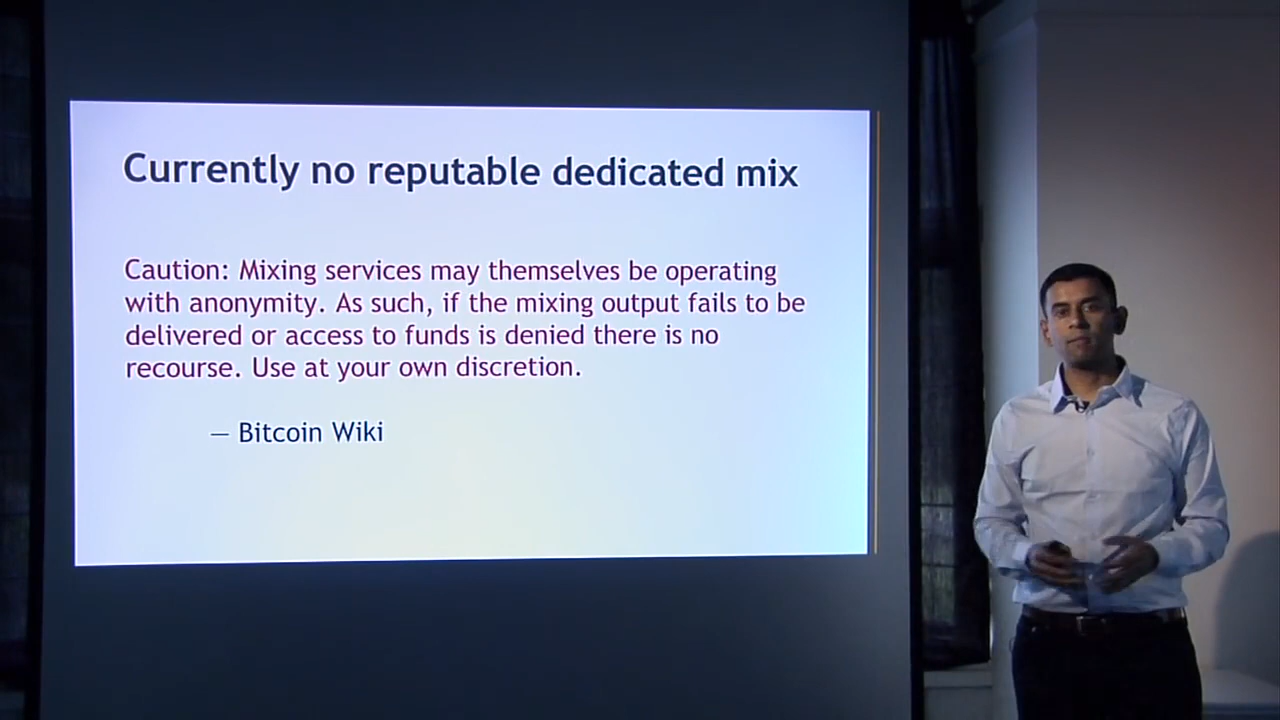 Currently no reputable dedicated mix
Caution: Mixing services may themselves be operating
with anonymity. As such, if the mixing output fails to be
delivered or access to funds is denied there is no
recourse. Use at your own discretion.
— Bitcoin Wiki